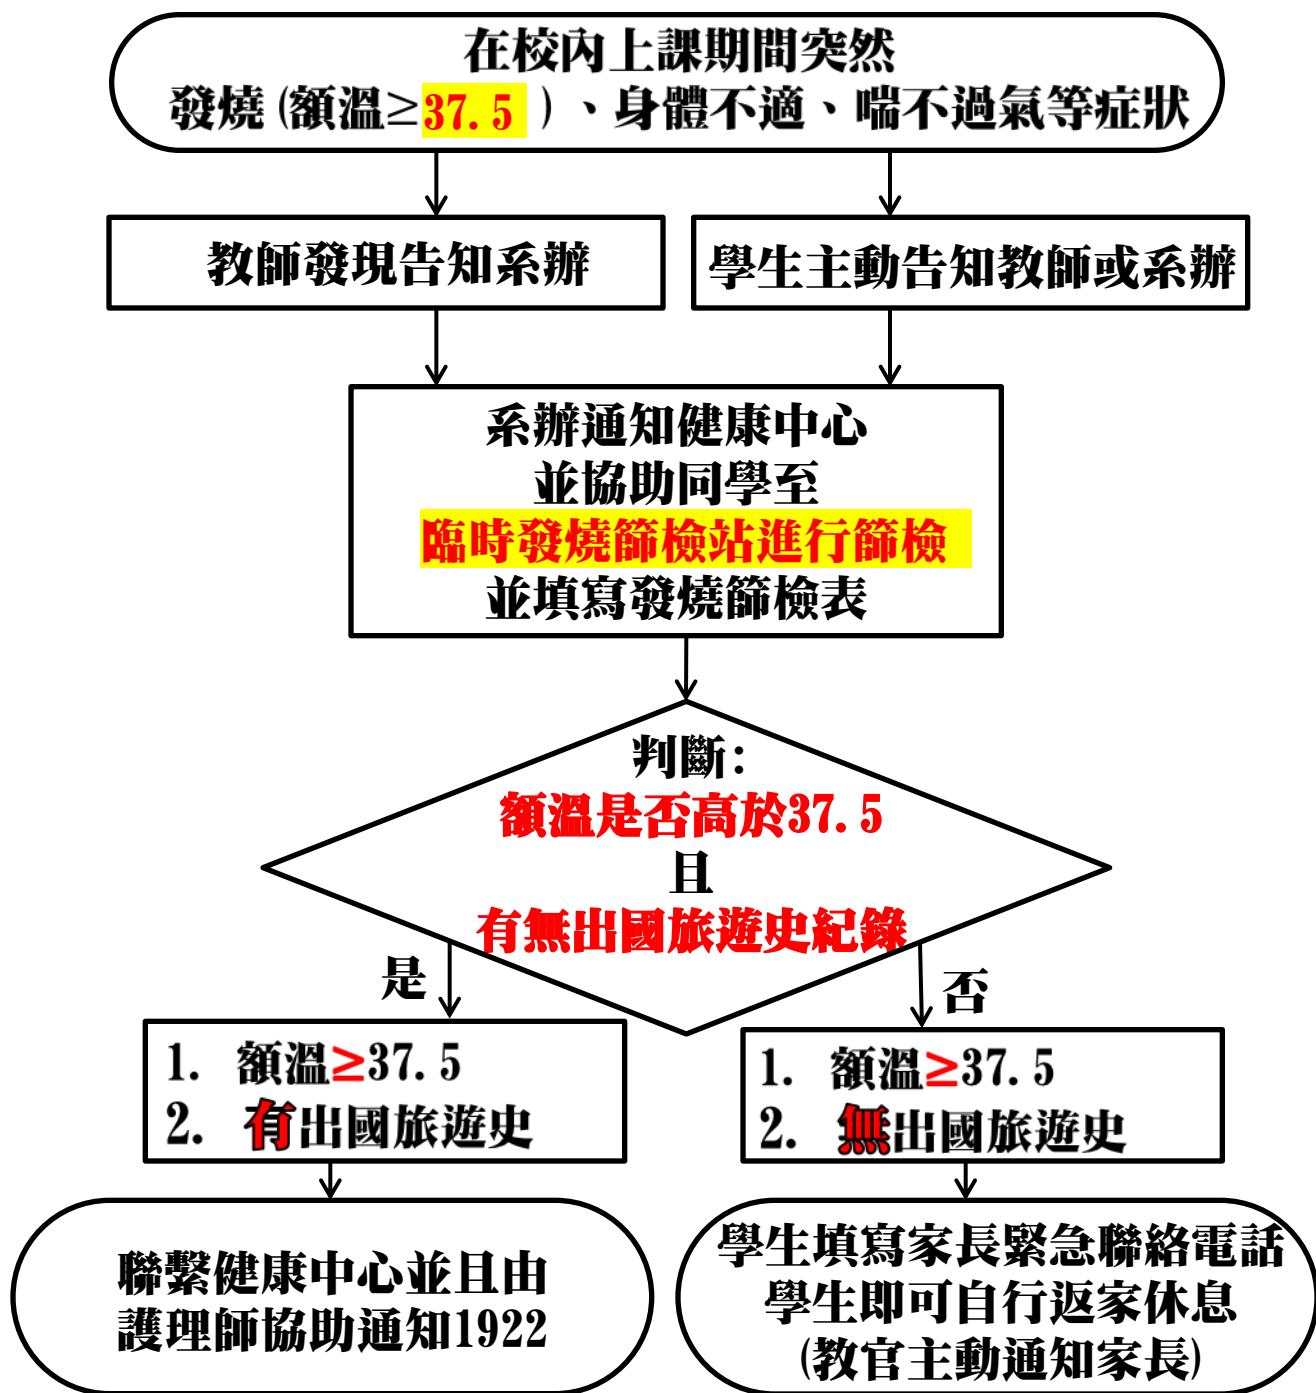 在校內上課期間突然
發燒(額溫≥37.5 )、身體不適、喘不過氣等症狀
教師發現告知系辦
學生主動告知教師或系辦
系辦通知健康中心
並協助同學至
臨時發燒篩檢站進行篩檢
並填寫發燒篩檢表
判斷:
額溫是否高於37.5
且
有無出國旅遊史紀錄
是
否
1. 額溫≥37.5
2. 有出國旅遊史
1. 額溫≥37.5
2. 無出國旅遊史
聯繫健康中心並且由
護理師協助通知1922
學生填寫家長緊急聯絡電話
學生即可自行返家休息
(教官主動通知家長)